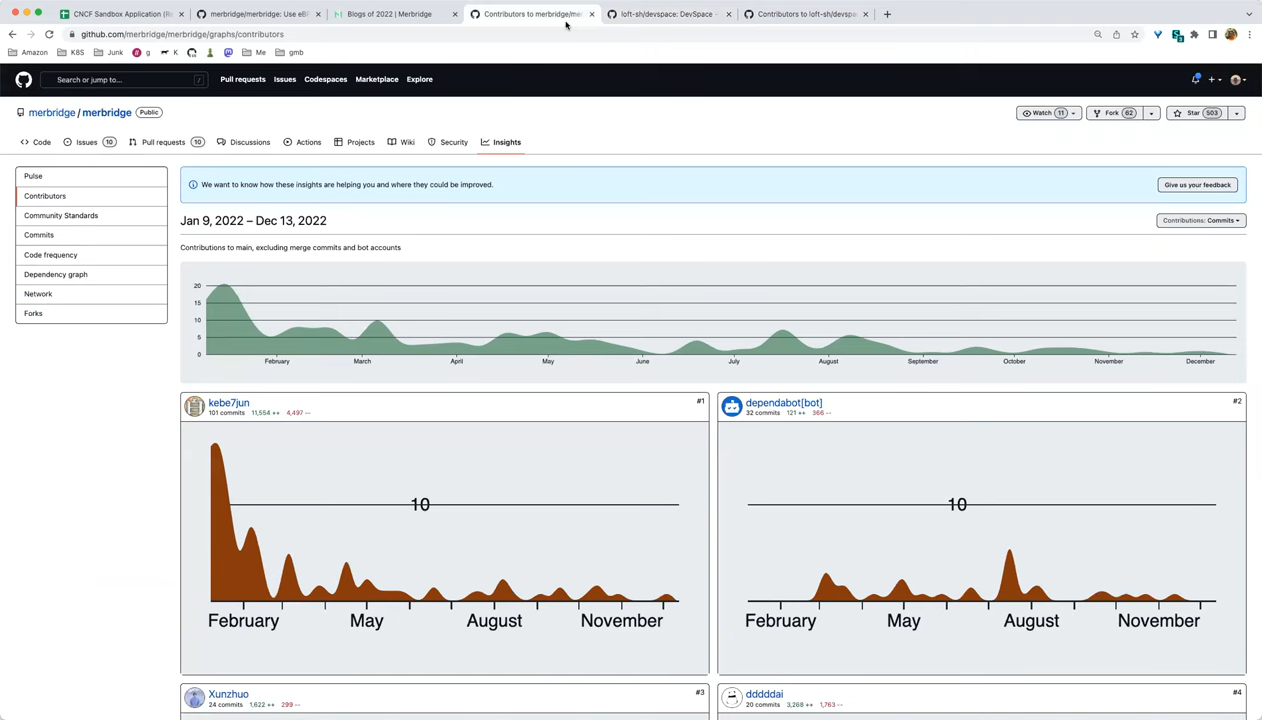 CNCF Sandbox Application (Re
merbridge/merbridge: Use eBP
Blogs of 2022 | Merbridge
Contributors to merbridge/me
loft-sh/devspace: DevSpace -
Contributors to loft-sh/devspa
github.com/merbridge/merbridge/graphs/contributors
Amazon
K8S
Junk
g
K
Me
gmb
Search or jump to...
/
Pull requests
Issues
Codespaces
Marketplace
Explore
merbridge / merbridge
Public
Watch 11
Fork 62
Star 503
Code
Issues 10
Pull requests 10
Discussions
Actions
Projects
Wiki
Security
Insights
Pulse
Contributors
Community Standards
Commits
Code frequency
Dependency graph
Network
Forks
We want to know how these insights are helping you and where they could be improved.
Give us your feedback
Jan 9, 2022 – Dec 13, 2022
Contributions: Commits
Contributions to main, excluding merge commits and bot accounts
20
15
10
5
0
February March April May June July August September October November December
kebe7jun
#1
101 commits 11,554 ++ 4,497 --
10
February May August November
dependabot[bot]
#2
32 commits 121 ++ 366 --
10
February May August November
Xunzhuo
#3
24 commits 1,622 ++ 299 --
dddddai
#4
20 commits 3,268 ++ 1,763 --